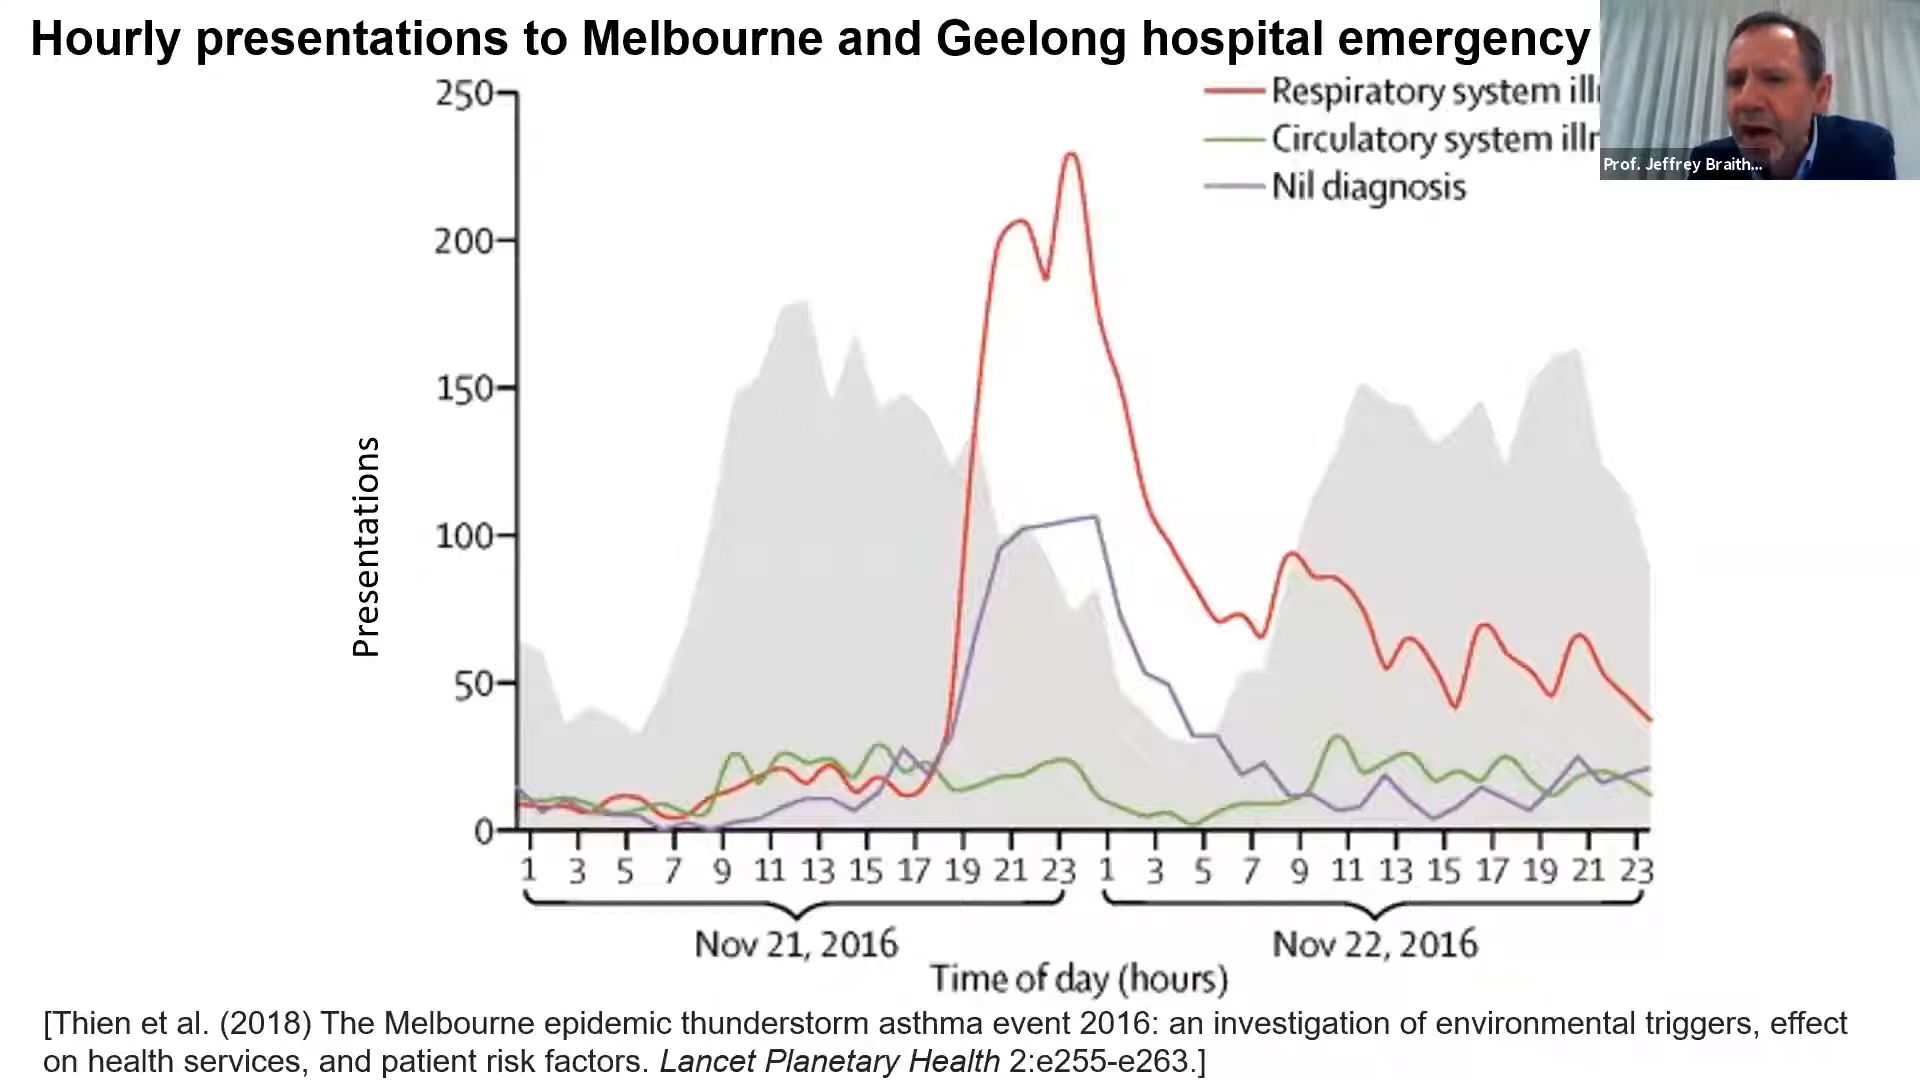 Hourly presentations to Melbourne and Geelong hospital emergency
Respiratory system
Circulatory system
Nil diagnosis
Prof. Jeffrey Braith...
250
200
150
100
50
0
Presentations
1 3 5 7 9 11 13 15 17 19 21 23 1 3 5 7 9 11 13 15 17 19 21 23
Nov 21, 2016 Nov 22, 2016
Time of day (hours)
[Thien et al. (2018) The Melbourne epidemic thunderstorm asthma event 2016: an investigation of environmental triggers, effect
on health services, and patient risk factors. Lancet Planetary Health 2:e255-e263.]